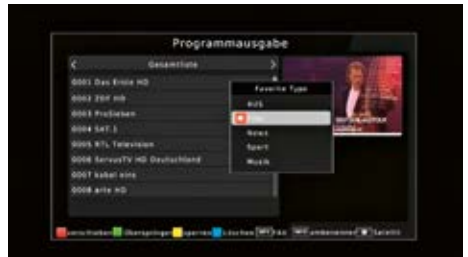 Programmausgabe
< Gesamtliste >
0001 Das Erste HD
0002 ZDF HD
0003 ProSieben
0004 SAT.1
0005 RTL Television
0006 ServusTV HD Deutschland
0007 kabel eins
0008 arte HD
Favorite Type
AUS
News
Sport
Musik
verschieben Überspringen sperren Löschen FAV umbenennen Satellit